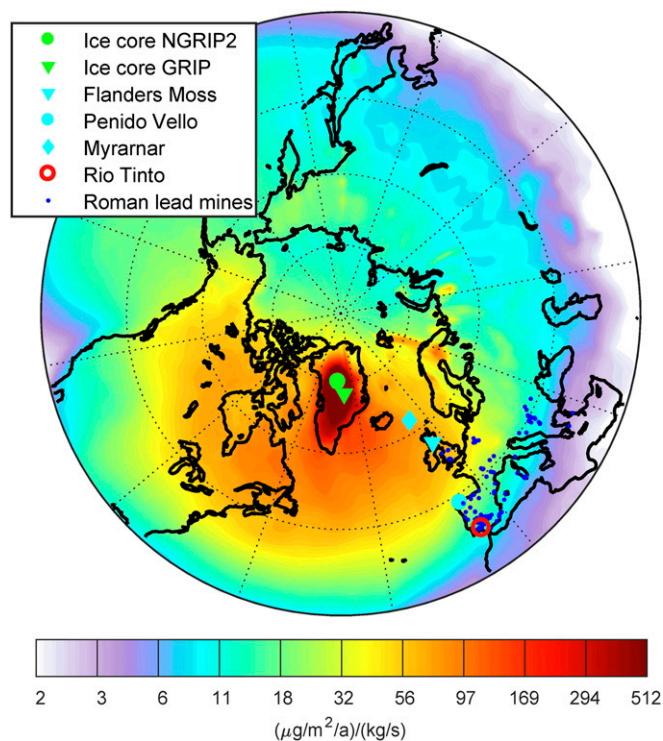 Ice core NGRIP2
Ice core GRIP
Flanders Moss
Penido Vello
Myrarnar
Rio Tinto
Roman lead mines
2 3 6 11 18 32 56 97 169 294 512
(μg/m²/a)/(kg/s)